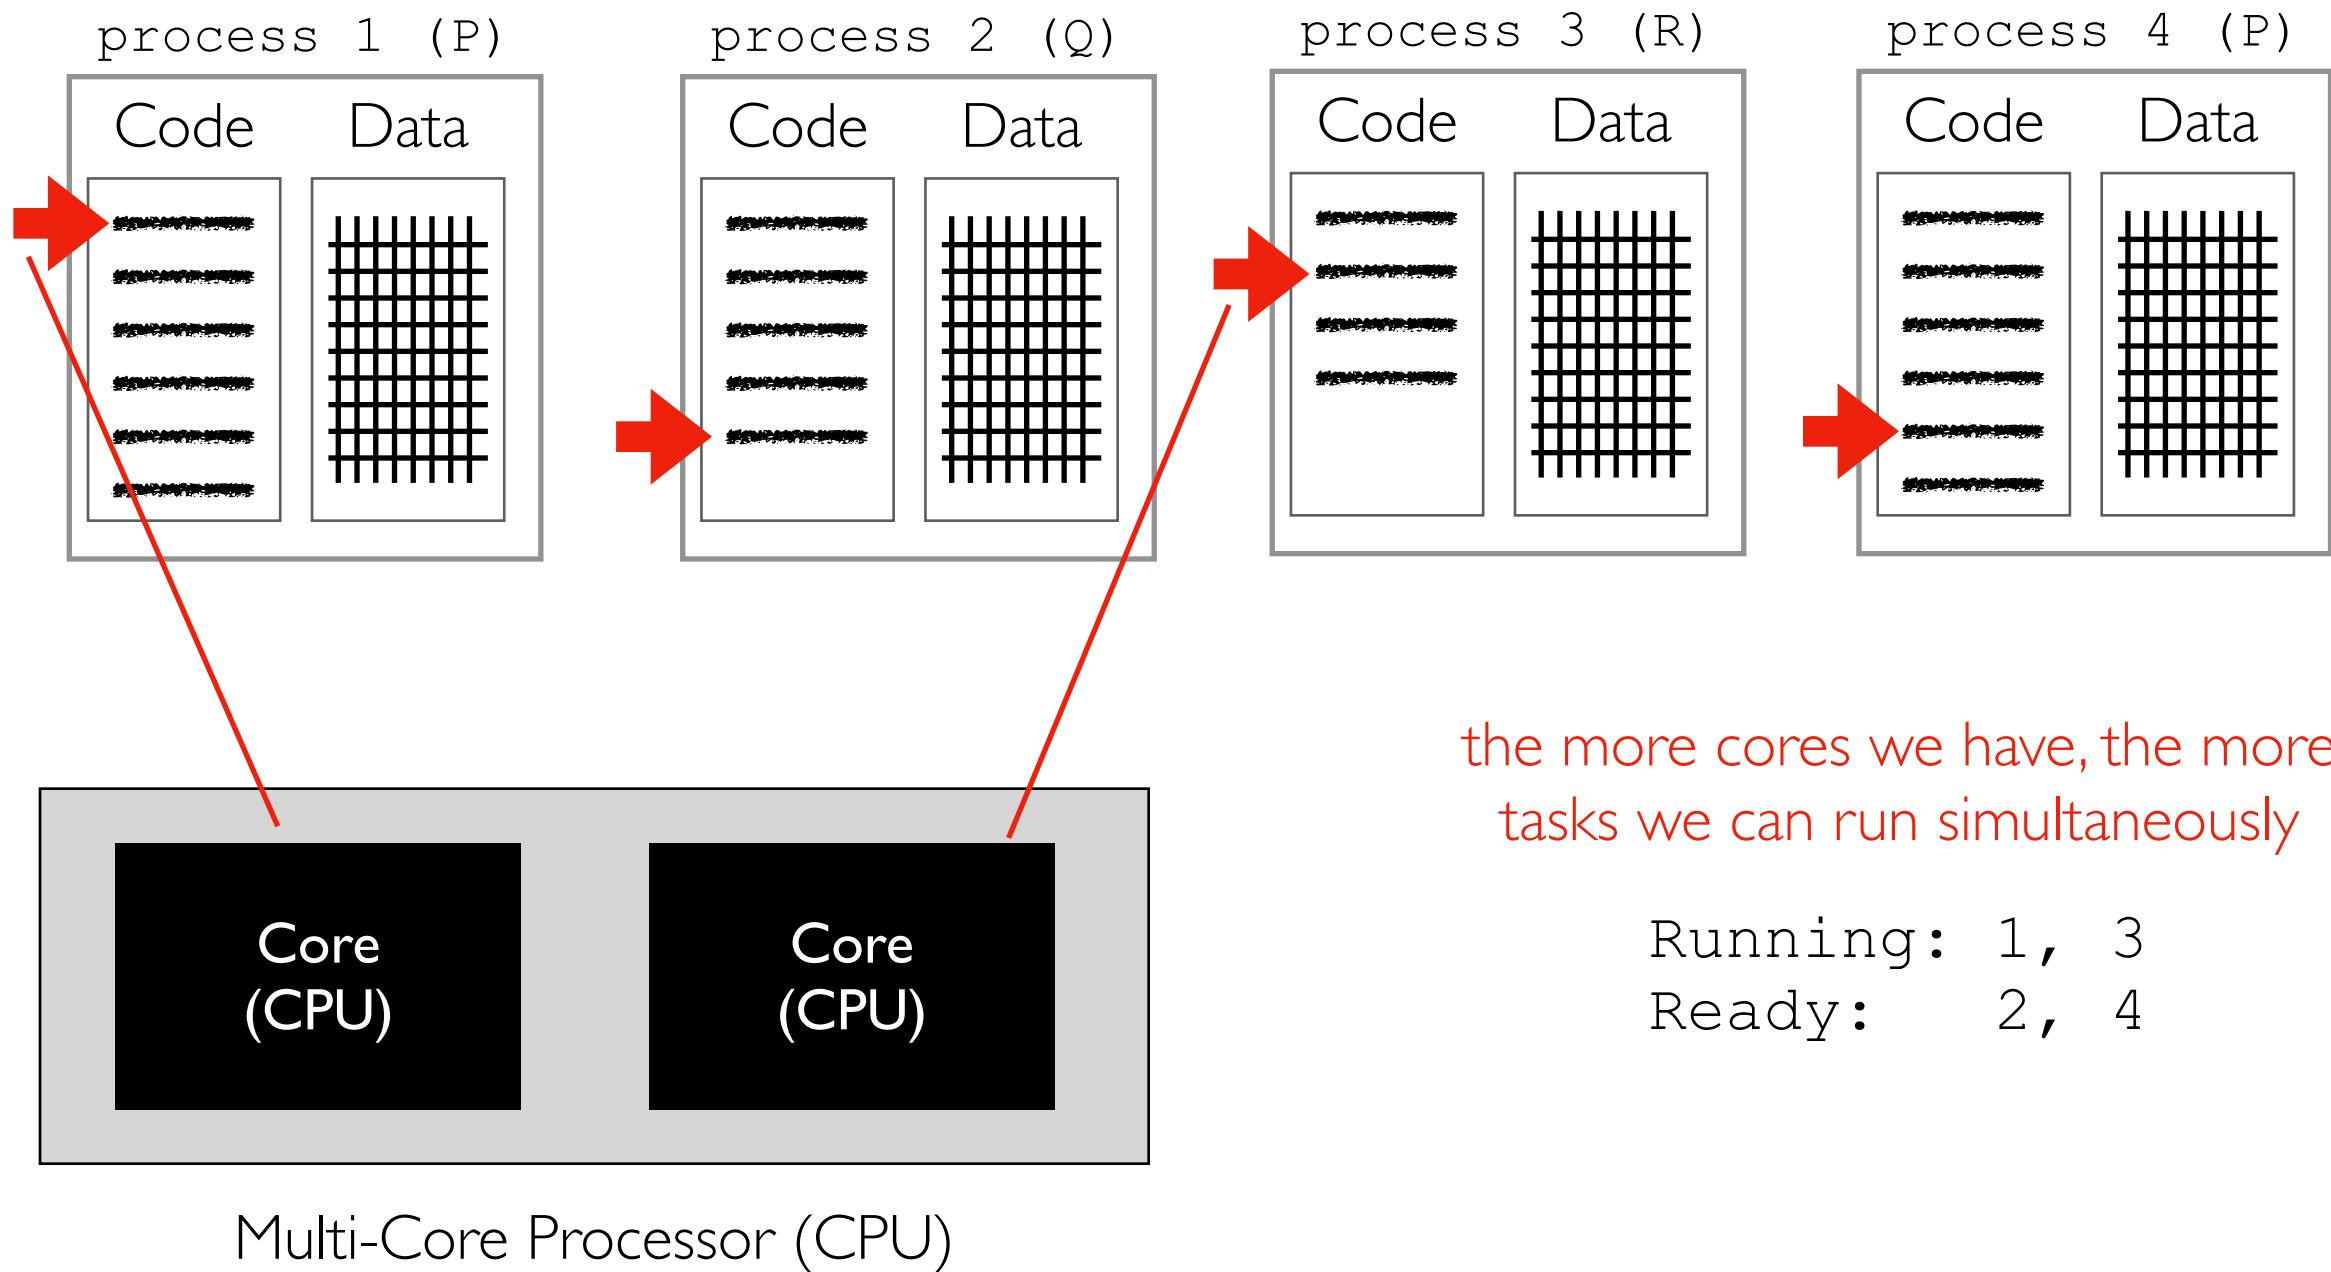 process 1 (P)
process 2 (Q)
process 3 (R)
process 4 (P)
Code Data
Code Data
Code Data
Code Data
the more cores we have, the more
tasks we can run simultaneously
Running: 1, 3
Ready: 2, 4
Core
(CPU)
Core
(CPU)
Multi-Core Processor (CPU)